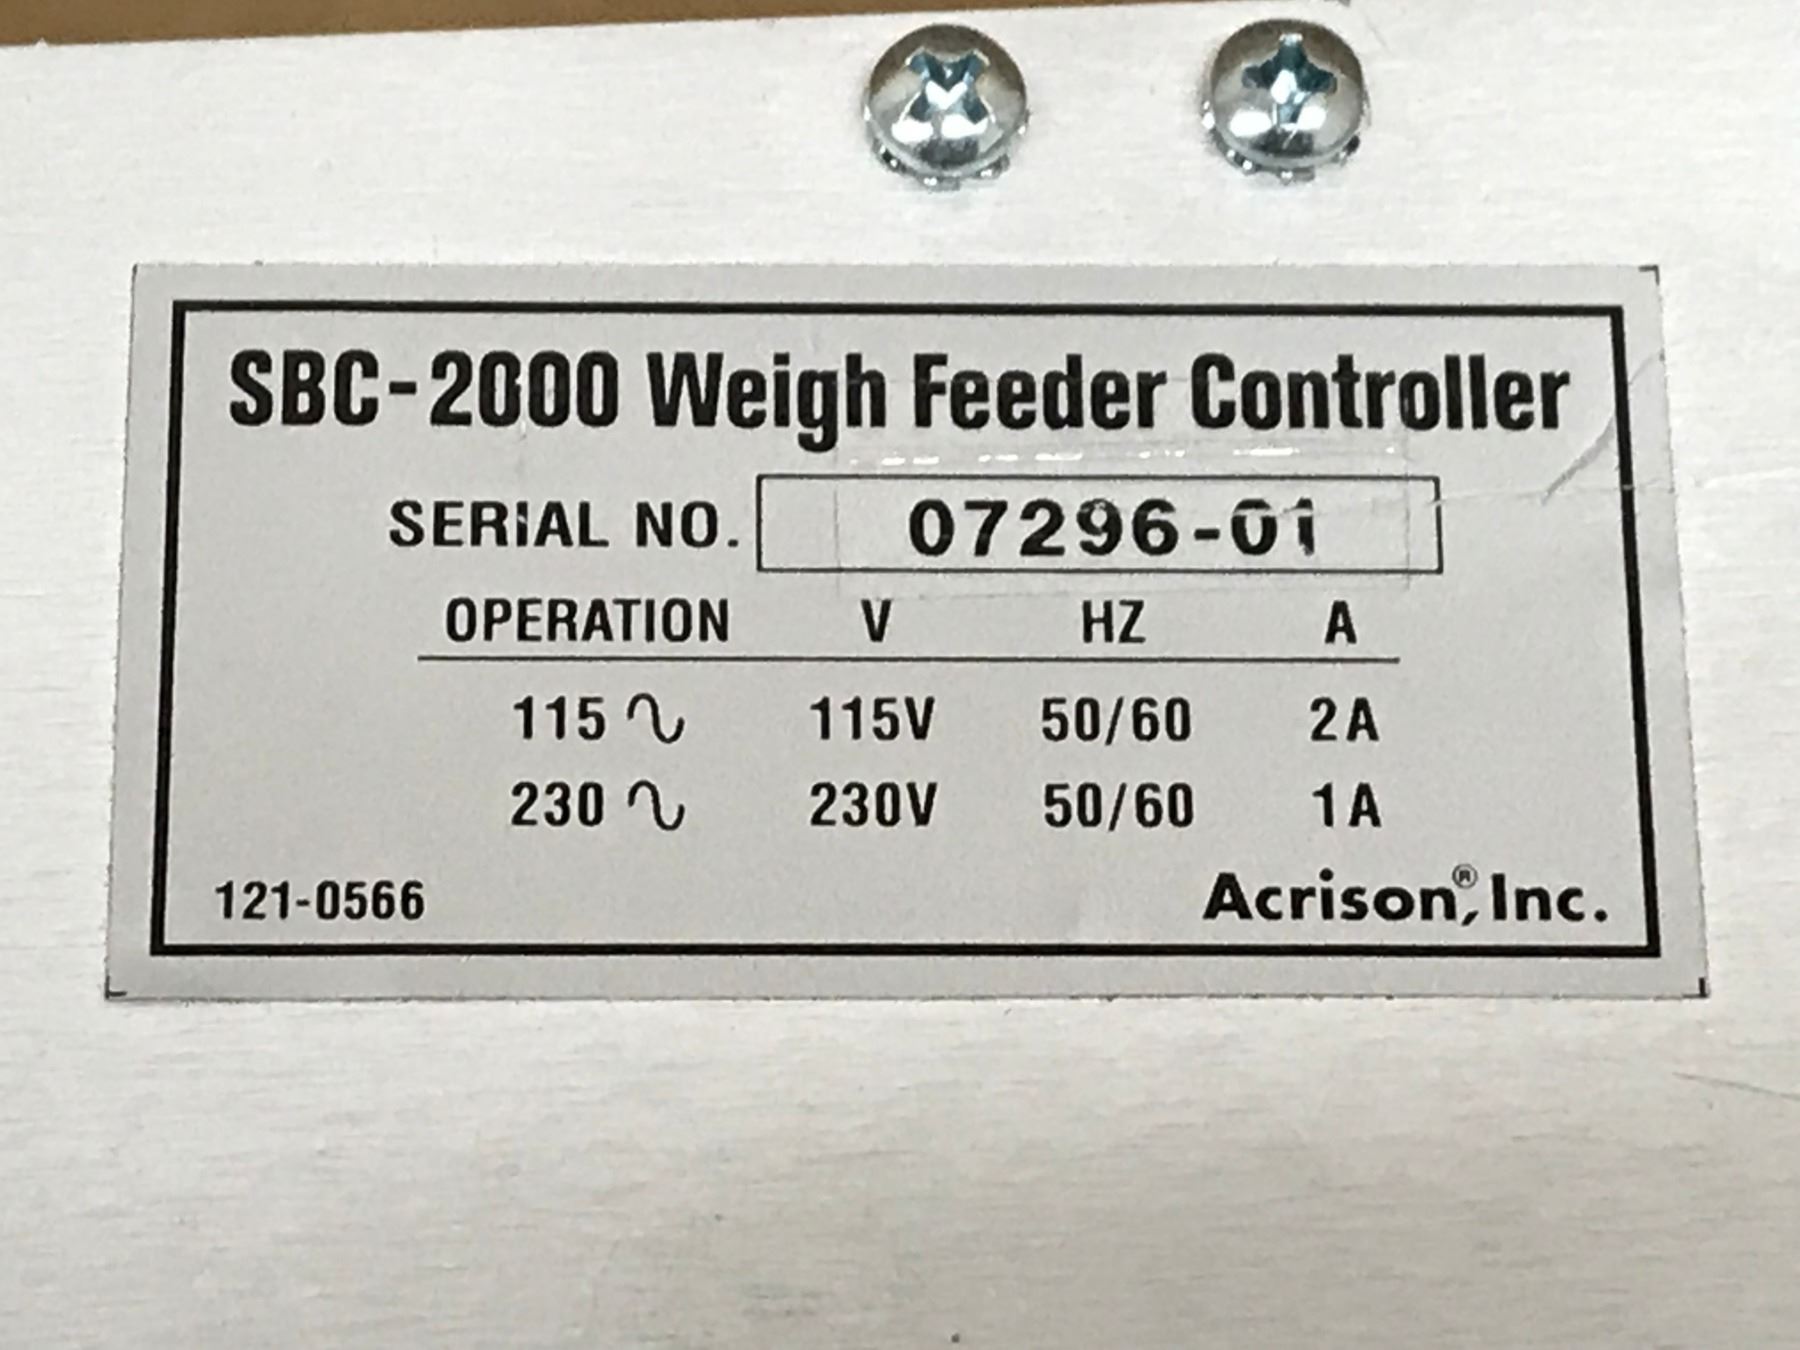 SBC-2000 Weigh Feeder Controller
SERIAL NO. 07296-01
OPERATION V HZ A
115 ∿ 115V 50/60 2A
230 ∿ 230V 50/60 1A
121-0566 Acrison®, Inc.